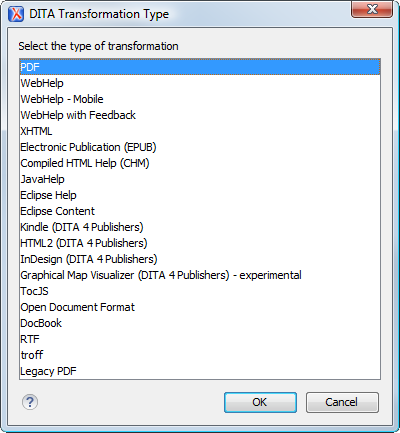 DITA Transformation Type
Select the type of transformation
PDF
WebHelp
WebHelp - Mobile
WebHelp with Feedback
XHTML
Electronic Publication (EPUB)
Compiled HTML Help (CHM)
JavaHelp
Eclipse Help
Eclipse Content
Kindle (DITA 4 Publishers)
HTML2 (DITA 4 Publishers)
InDesign (DITA 4 Publishers)
Graphical Map Visualizer (DITA 4 Publishers) - experimental
TocJS
Open Document Format
DocBook
RTF
troff
Legacy PDF
? OK Cancel